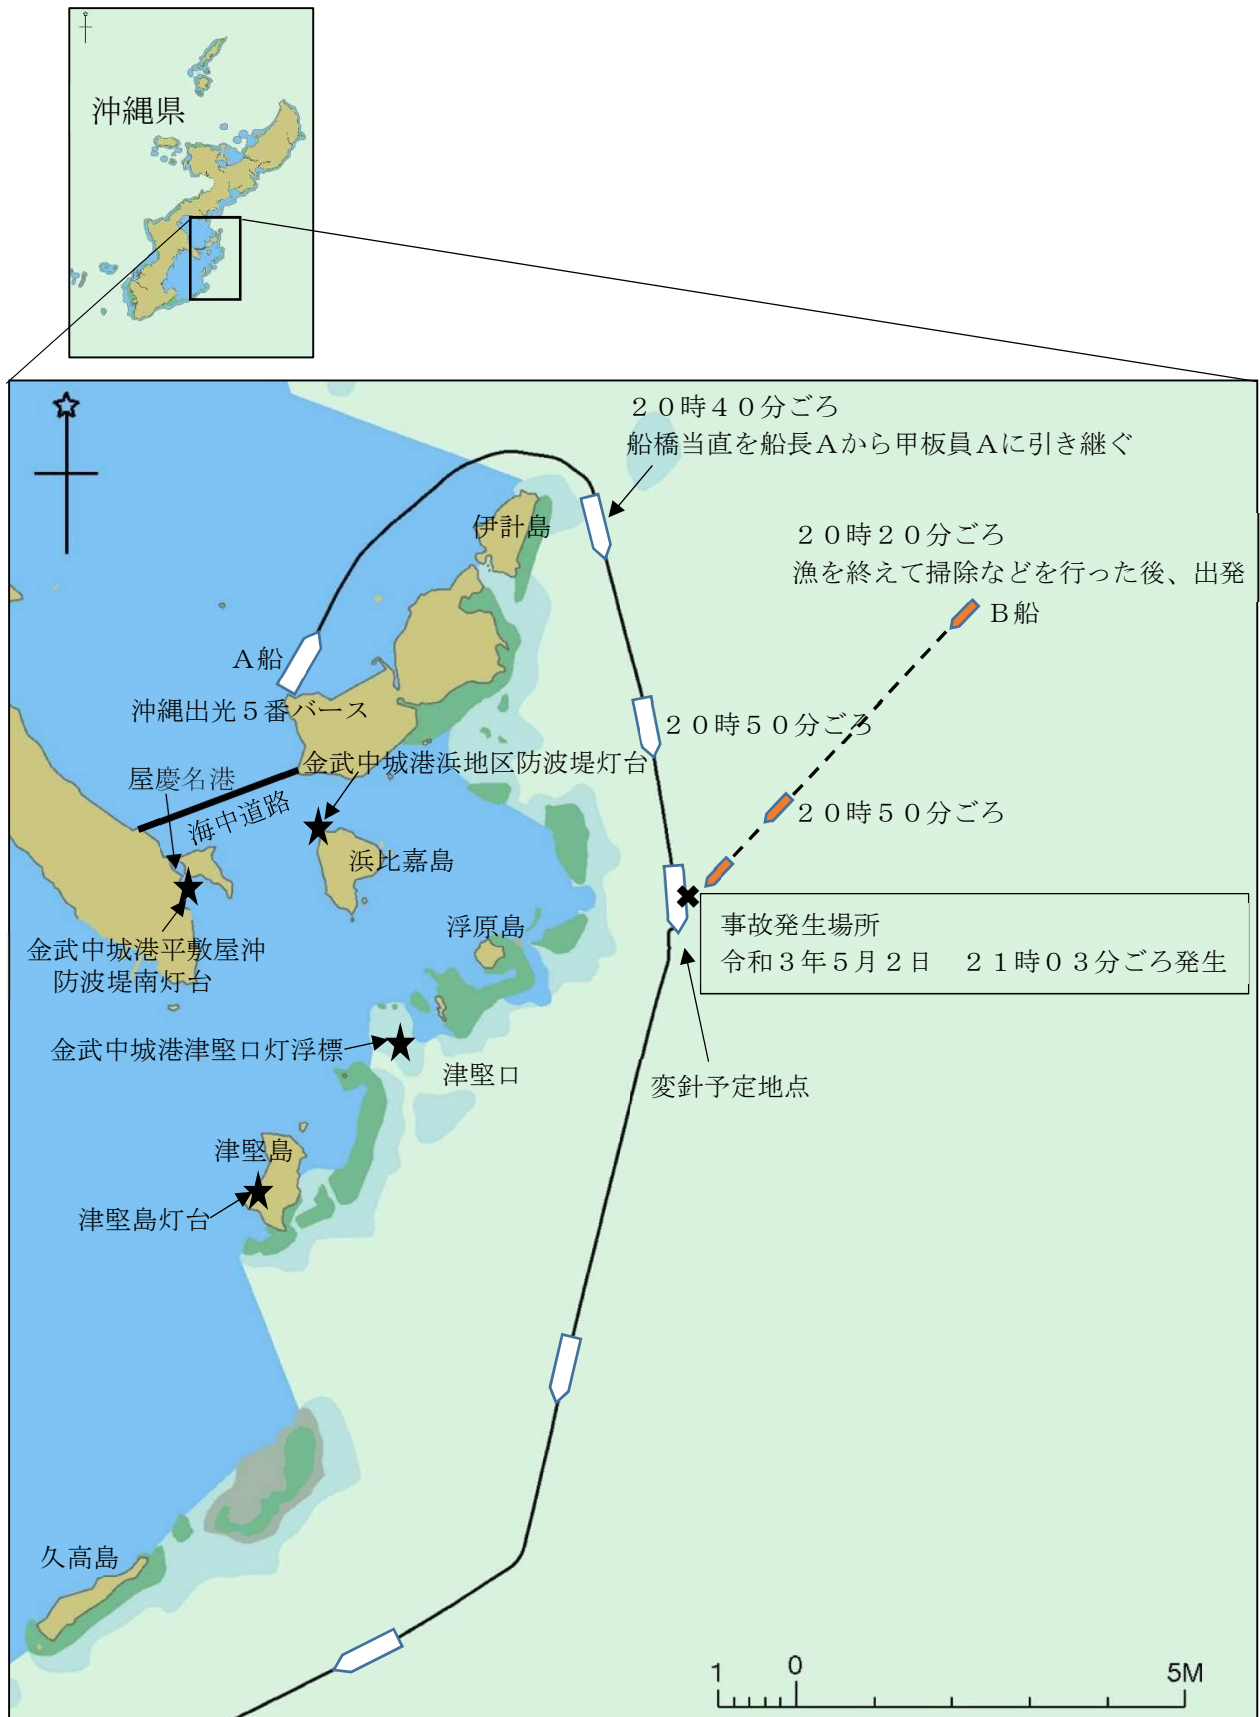 沖縄県
２０時４０分ごろ
船橋当直を船長Ａから甲板員Ａに引き継ぐ
伊計島
２０時２０分ごろ
漁を終えて掃除などを行った後、出発
Ｂ船
Ａ船
沖縄出光５番バース
２０時５０分ごろ
金武中城港浜地区防波堤灯台
屋慶名港
海中道路
２０時５０分ごろ
浜比嘉島
事故発生場所
令和３年５月２日　２１時０３分ごろ発生
浮原島
金武中城港平敷屋沖
防波堤南灯台
金武中城港津堅口灯浮標
津堅口
変針予定地点
津堅島
津堅島灯台
久高島
1 0 5M